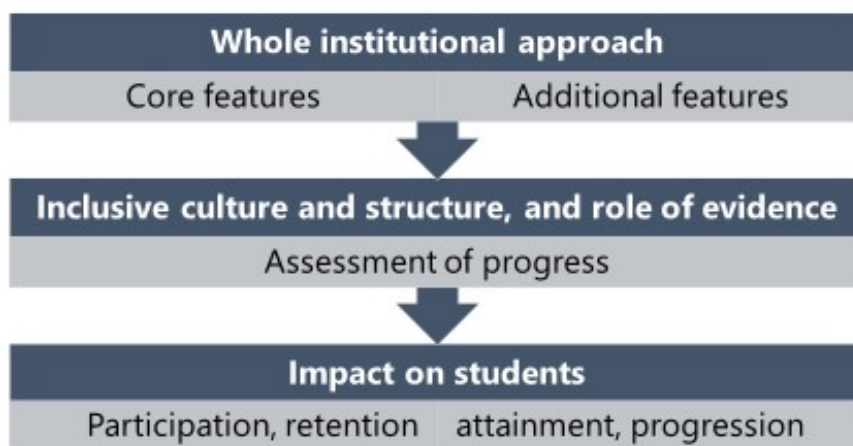 Whole institutional approach
Core features Additional features
Inclusive culture and structure, and role of evidence
Assessment of progress
Impact on students
Participation, retention attainment, progression